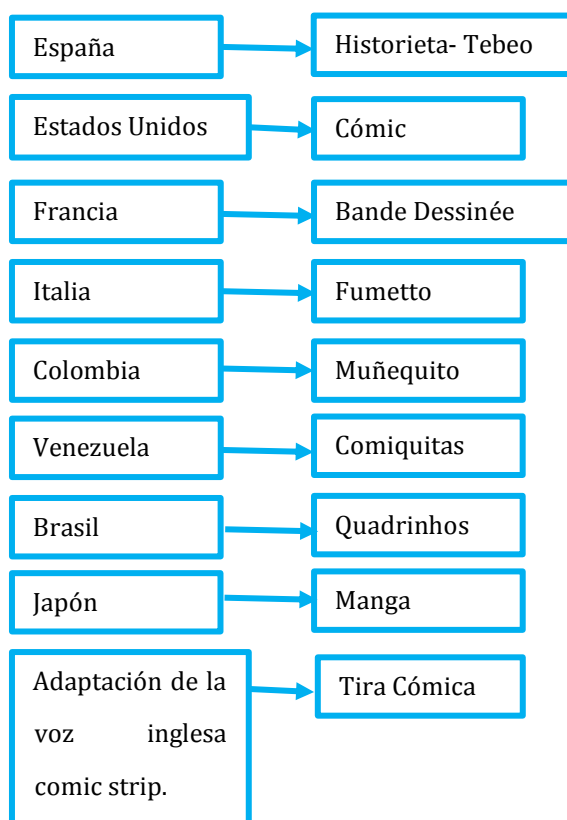 España
Historieta- Tebeo
Estados Unidos
Cómic
Francia
Bande Dessinée
Italia
Fumetto
Colombia
Muñequito
Venezuela
Comiquitas
Brasil
Quadrinhos
Japón
Manga
Adaptación de la
voz inglesa
comic strip.
Tira Cómica